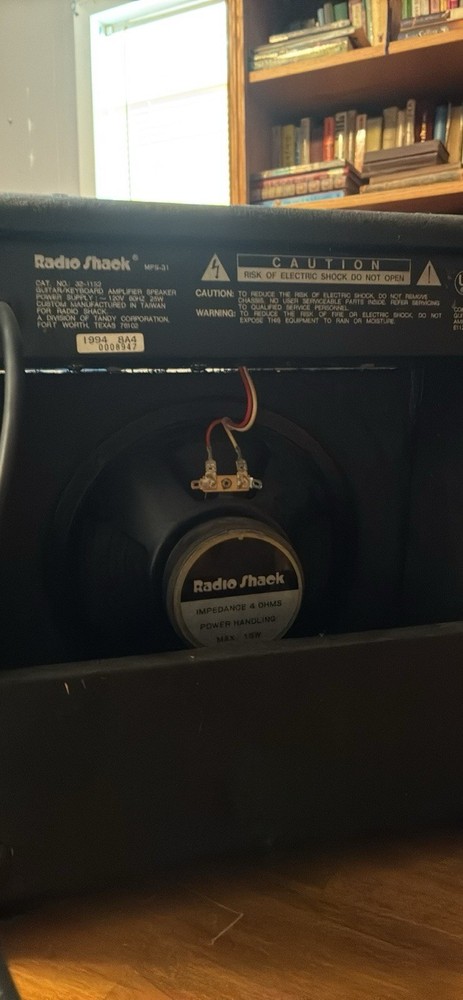 Radio Shack® MPS-31
CAT. NO.: 32-1152
GUITAR/KEYBOARD AMPLIFIER SPEAKER
POWER SUPPLY : ~ 120V 60HZ 25W
CUSTOM MANUFACTURED IN TAIWAN
FOR RADIO SHACK,
A DIVISION OF TANDY CORPORATION,
FORT WORTH, TEXAS 76102
1994 8A4
0008947
CAUTION
RISK OF ELECTRIC SHOCK DO NOT OPEN
CAUTION: TO REDUCE THE RISK OF ELECTRIC SHOCK, DO NOT REMOVE
CHASSIS. NO USER SERVICEABLE PARTS INSIDE. REFER SERVICING
TO QUALIFIED SERVICE PERSONNEL.
WARNING: TO REDUCE THE RISK OF FIRE OR ELECTRIC SHOCK, DO NOT
EXPOSE THIS EQUIPMENT TO RAIN OR MOISTURE.
Radio Shack
IMPEDANCE 4 OHMS
POWER HANDLING
MAX. 15W